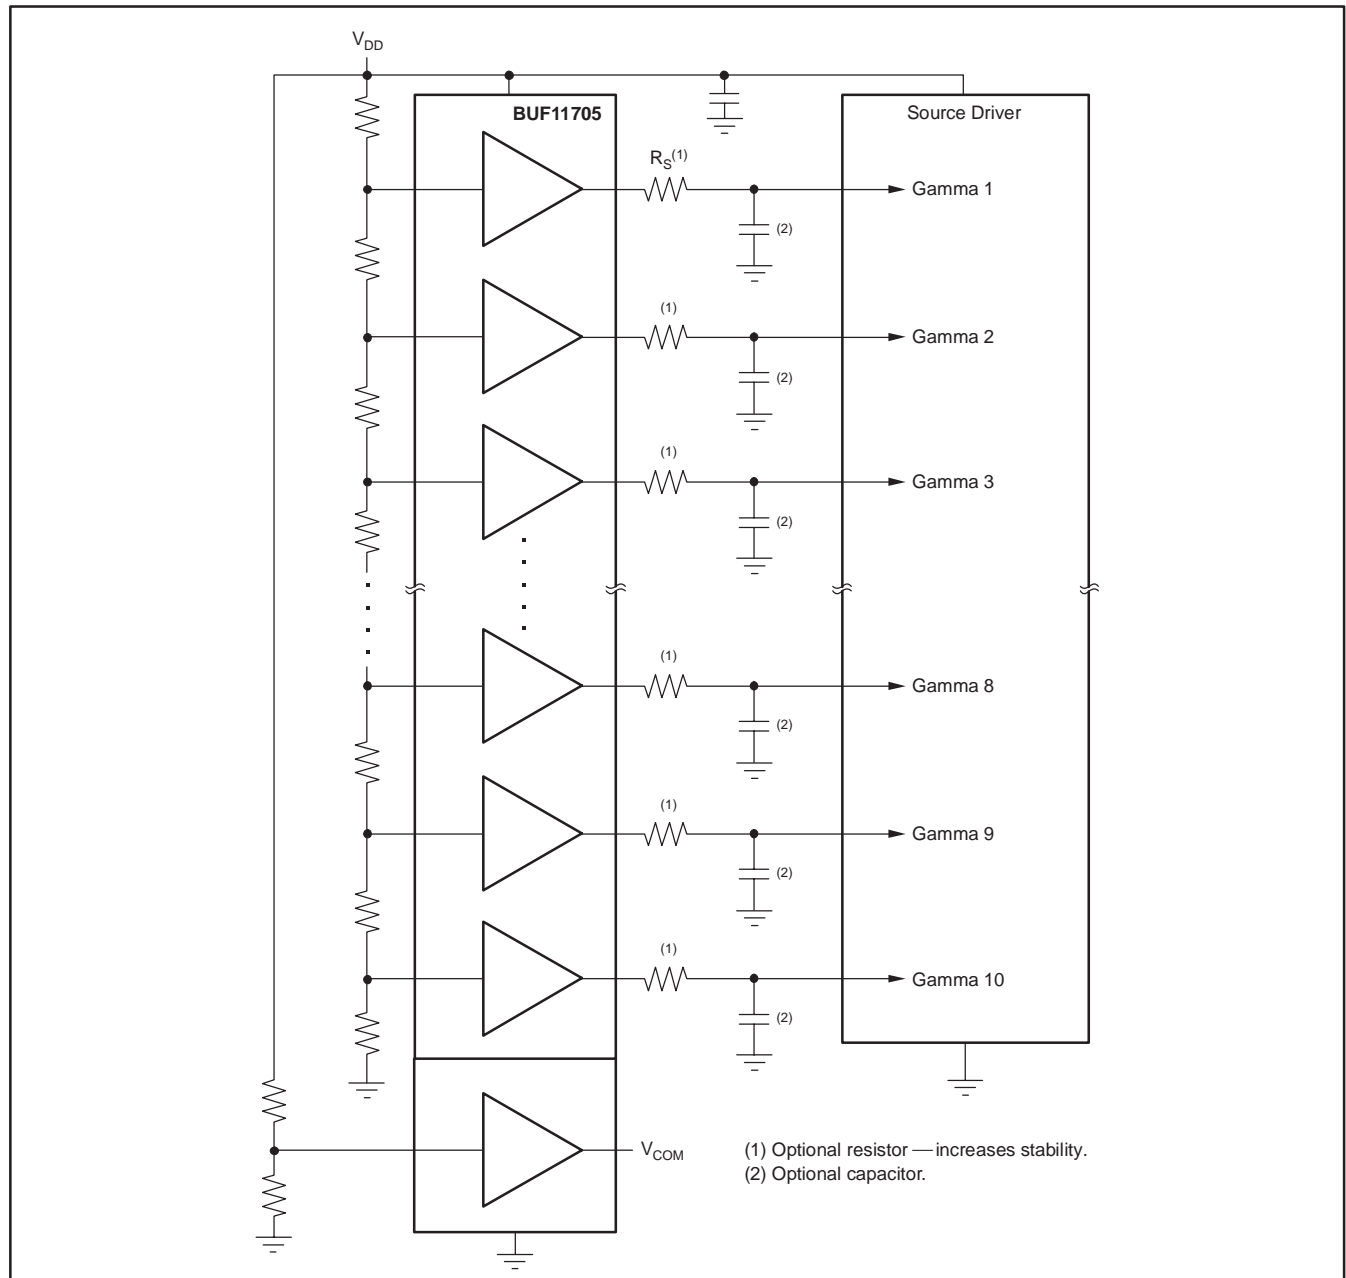 VDD
BUF11705
Source Driver
RS(1)
Gamma 1
(2)
(1)
Gamma 2
(2)
(1)
Gamma 3
(2)
(1)
Gamma 8
(2)
(1)
Gamma 9
(2)
(1)
Gamma 10
(2)
VCOM
(1) Optional resistor — increases stability.
(2) Optional capacitor.